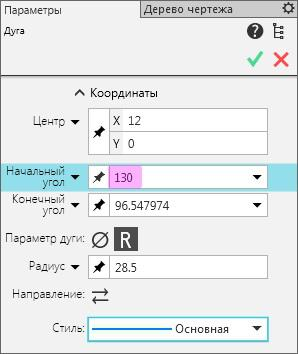 Параметры
Дерево чертежа
Дуга
Координаты
Центр
X 12
Y 0
Начальный угол
130
Конечный угол
96.547974
Параметр дуги: R
Радиус
28.5
Направление:
Стиль:
Основная